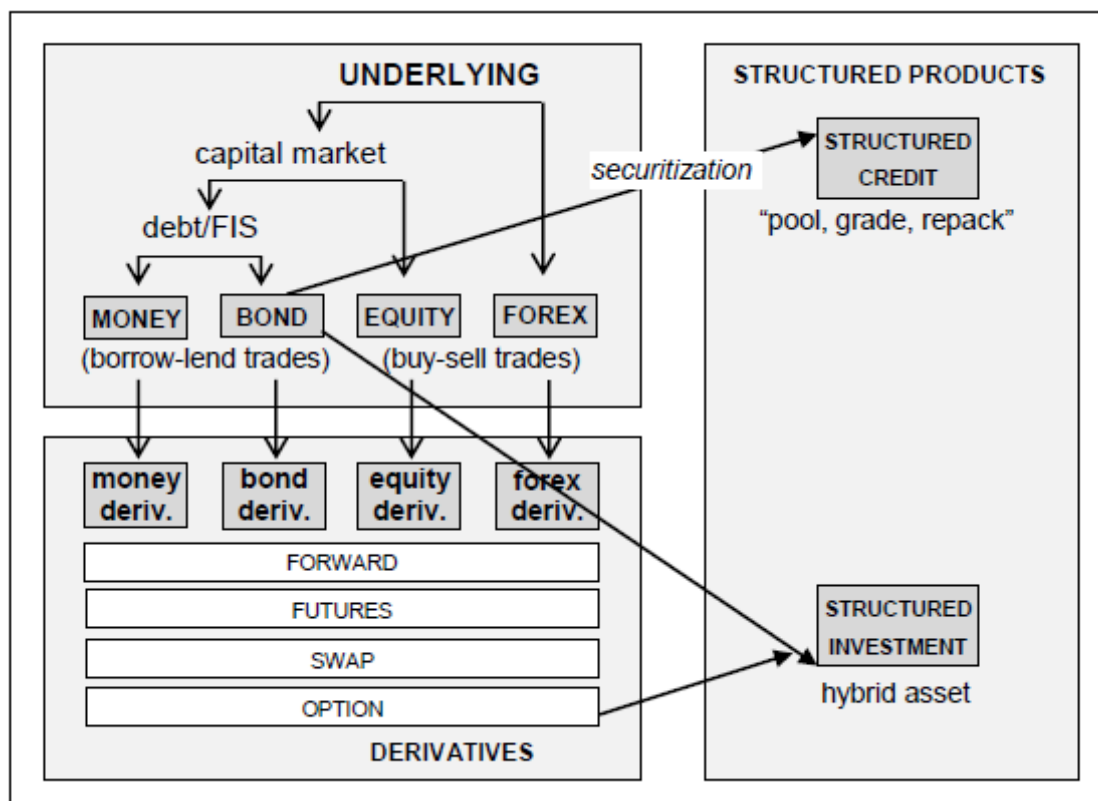 UNDERLYING
capital market
debt/FIS
MONEY
BOND
EQUITY
FOREX
(borrow-lend trades)
(buy-sell trades)
securitization
STRUCTURED PRODUCTS
STRUCTURED
CREDIT
“pool, grade, repack”
money
deriv.
bond
deriv.
equity
deriv.
forex
deriv.
FORWARD
FUTURES
SWAP
OPTION
DERIVATIVES
STRUCTURED
INVESTMENT
hybrid asset